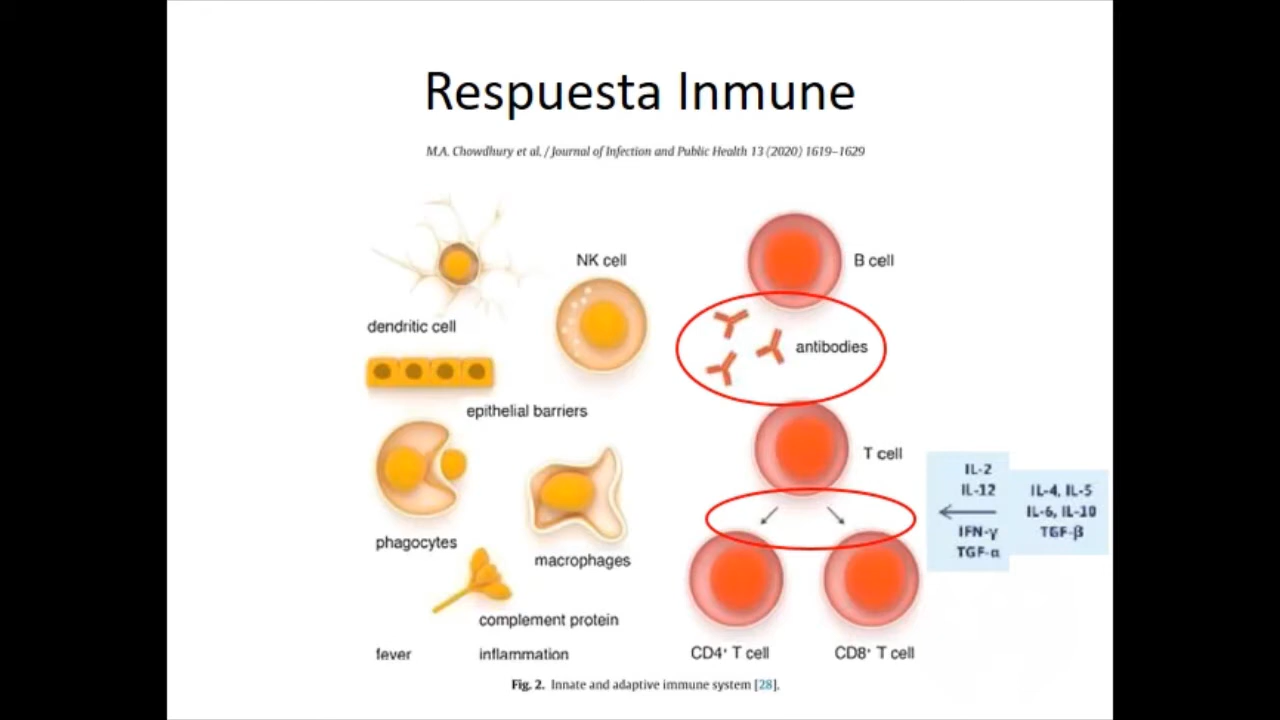 Respuesta Inmune
M.A. Chowdhury et al. / Journal of Infection and Public Health 13 (2020) 1619–1629
NK cell
B cell
dendritic cell
antibodies
epithelial barriers
T cell
IL-2
IL-12
IFN-γ
TGF-α
IL-4, IL-5
IL-6, IL-10
TGF-β
phagocytes
macrophages
complement protein
fever
inflammation
CD4⁺ T cell
CD8⁺ T cell
Fig. 2. Innate and adaptive immune system [28].